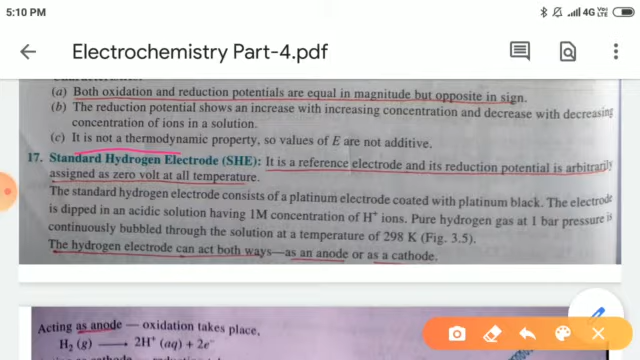 5:10 PM
4G
Electrochemistry Part-4.pdf
(a) Both oxidation and reduction potentials are equal in magnitude but opposite in sign.
(b) The reduction potential shows an increase with increasing concentration and decrease with decreasing
concentration of ions in a solution.
(c) It is not a thermodynamic property, so values of E are not additive.
17. Standard Hydrogen Electrode (SHE): It is a reference electrode and its reduction potential is arbitrarily
assigned as zero volt at all temperature.
The standard hydrogen electrode consists of a platinum electrode coated with platinum black. The electrode
is dipped in an acidic solution having 1M concentration of H⁺ ions. Pure hydrogen gas at 1 bar pressure is
continuously bubbled through the solution at a temperature of 298 K (Fig. 3.5).
The hydrogen electrode can act both ways—as an anode or as a cathode.
Acting as anode — oxidation takes place,
H₂ (g) ⟶ 2H⁺ (aq) + 2e⁻